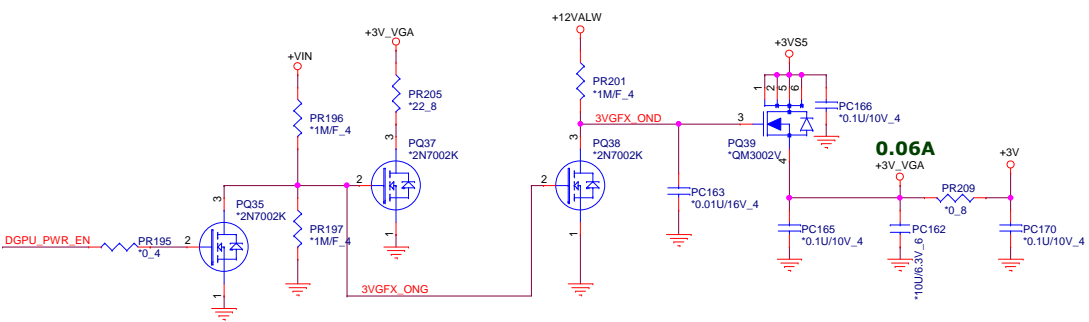 +12VALW
+3V_VGA
+3VS5
+VIN
PR205
*22_8
PR201
*1M/F_4
1
2
5
6
PC166
*0.1U/10V_4
PR196
*1M/F_4
3VGFX_OND
3
PQ37
*2N7002K
3
PQ38
*2N7002K
3
PQ39
*QM3002V
4
0.06A
+3V_VGA
+3V
2
2
PC163
*0.01U/16V_4
PR209
*0_8
3
PQ35
*2N7002K
PR197
*1M/F_4
1
1
PC165
*0.1U/10V_4
PC162
*10U/6.3V_6
PC170
*0.1U/10V_4
DGPU_PWR_EN
PR195
*0_4
2
1
3VGFX_ONG